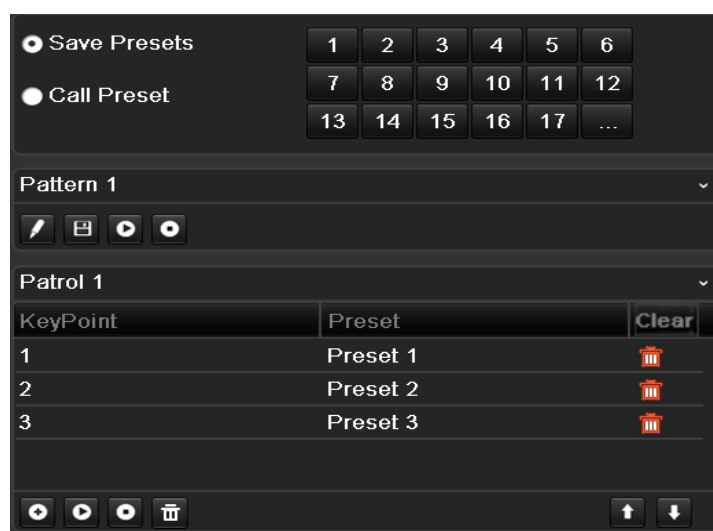 Save Presets
1 2 3 4 5 6
Call Preset
7 8 9 10 11 12
13 14 15 16 17 ...
Pattern 1
Patrol 1
KeyPoint Preset Clear
1 Preset 1
2 Preset 2
3 Preset 3